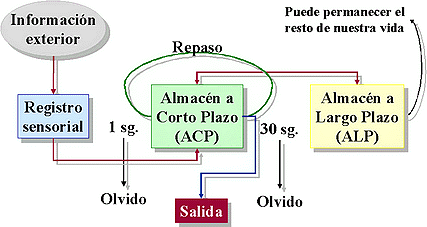 Información
exterior
Puede permanecer el
resto de nuestra vida
Repaso
Registro
sensorial
1 sg.
Almacén a
Corto Plazo
(ACP)
30 sg.
Almacén a
Largo Plazo
(ALP)
Olvido
Salida
Olvido